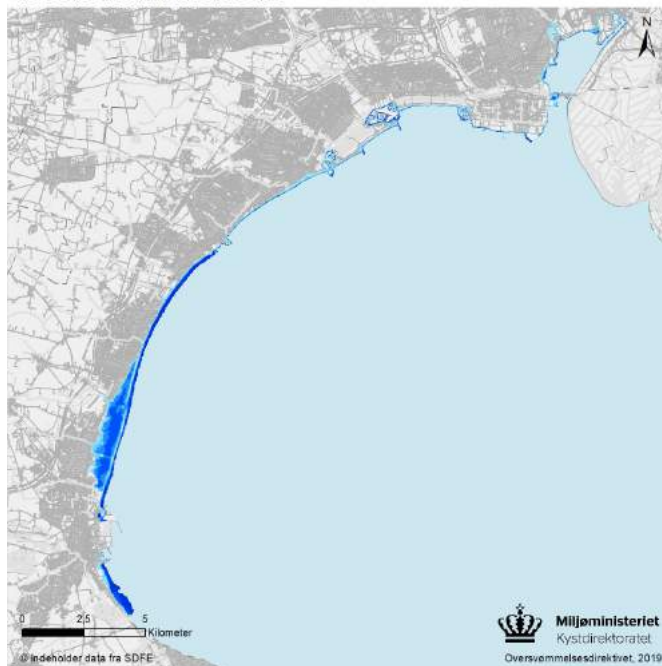 N
0 2,5 5
Kilometer
© Indeholder data fra SDFE
Miljøministeriet
Kystdirektoratet
Oversvømmelsesdirektivet, 2019